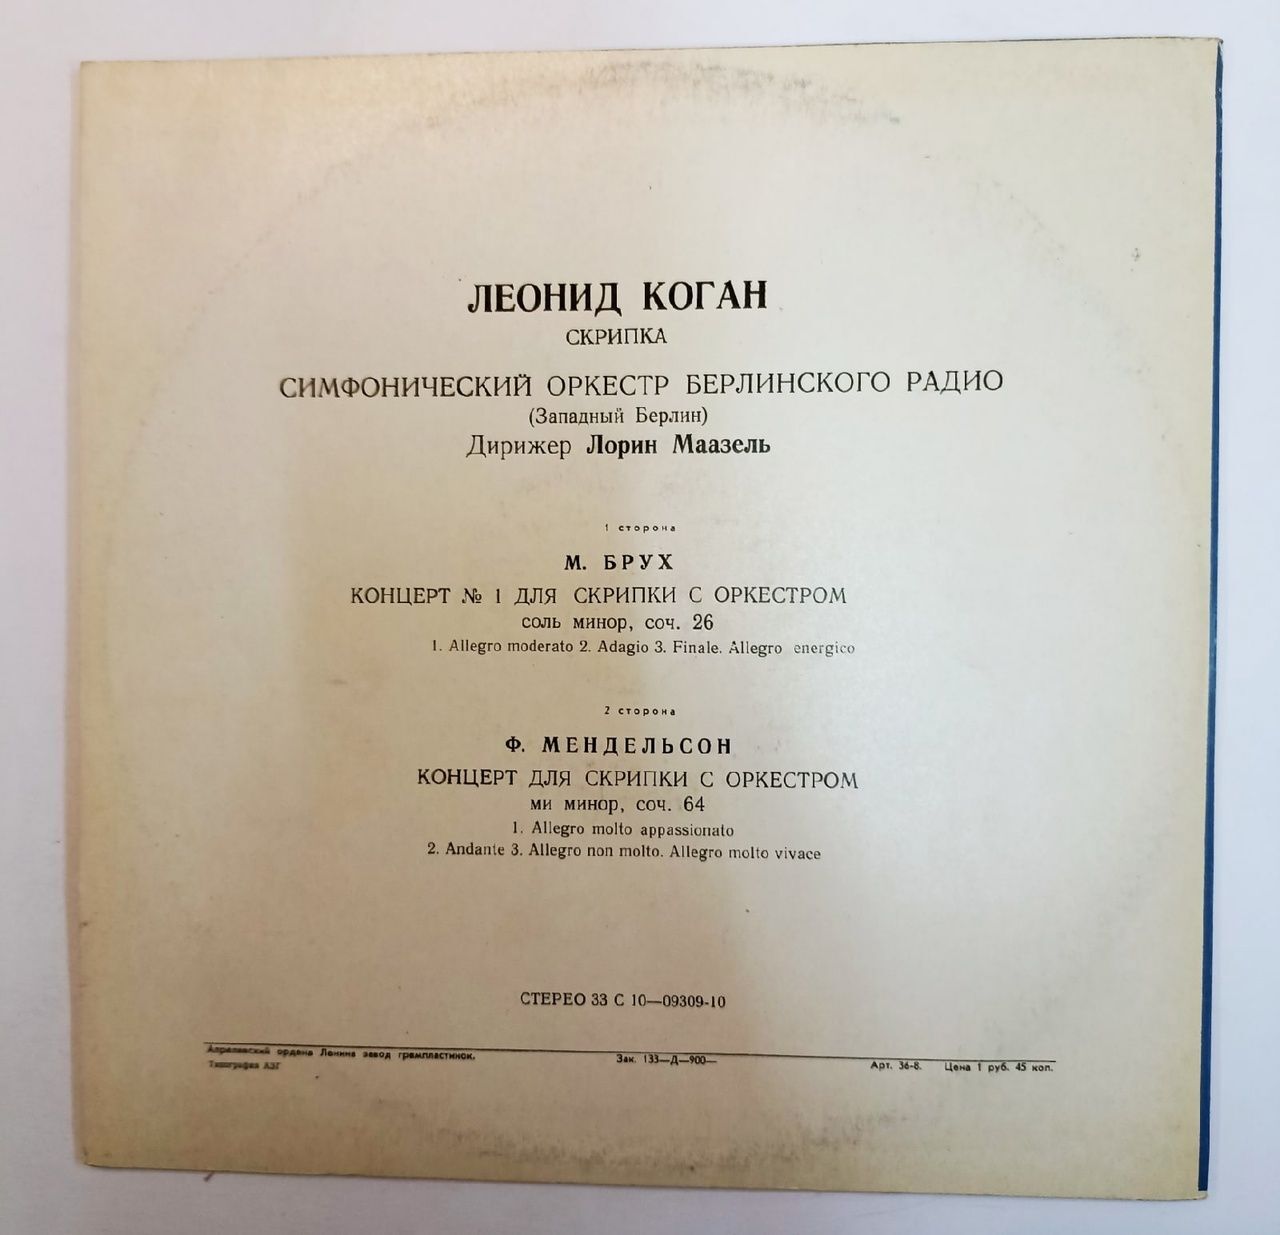 ЛЕОНИД КОГАН
СКРИПКА
СИМФОНИЧЕСКИЙ ОРКЕСТР БЕРЛИНСКОГО РАДИО
(Западный Берлин)
Дирижер Лорин Маазель
1 сторона
М. БРУХ
КОНЦЕРТ № 1 ДЛЯ СКРИПКИ С ОРКЕСТРОМ
соль минор, соч. 26
1. Allegro moderato 2. Adagio 3. Finale. Allegro energico
2 сторона
Ф. МЕНДЕЛЬСОН
КОНЦЕРТ ДЛЯ СКРИПКИ С ОРКЕСТРОМ
ми минор, соч. 64
1. Allegro molto appassionato
2. Andante 3. Allegro non molto. Allegro molto vivace
СТЕРЕО 33 С 10—09309-10
Апрелевский ордена Ленина завод грампластинок. Зак. 133—Д—900— Арт. 36-8. Цена 1 руб. 45 коп.
Типография АЗГ